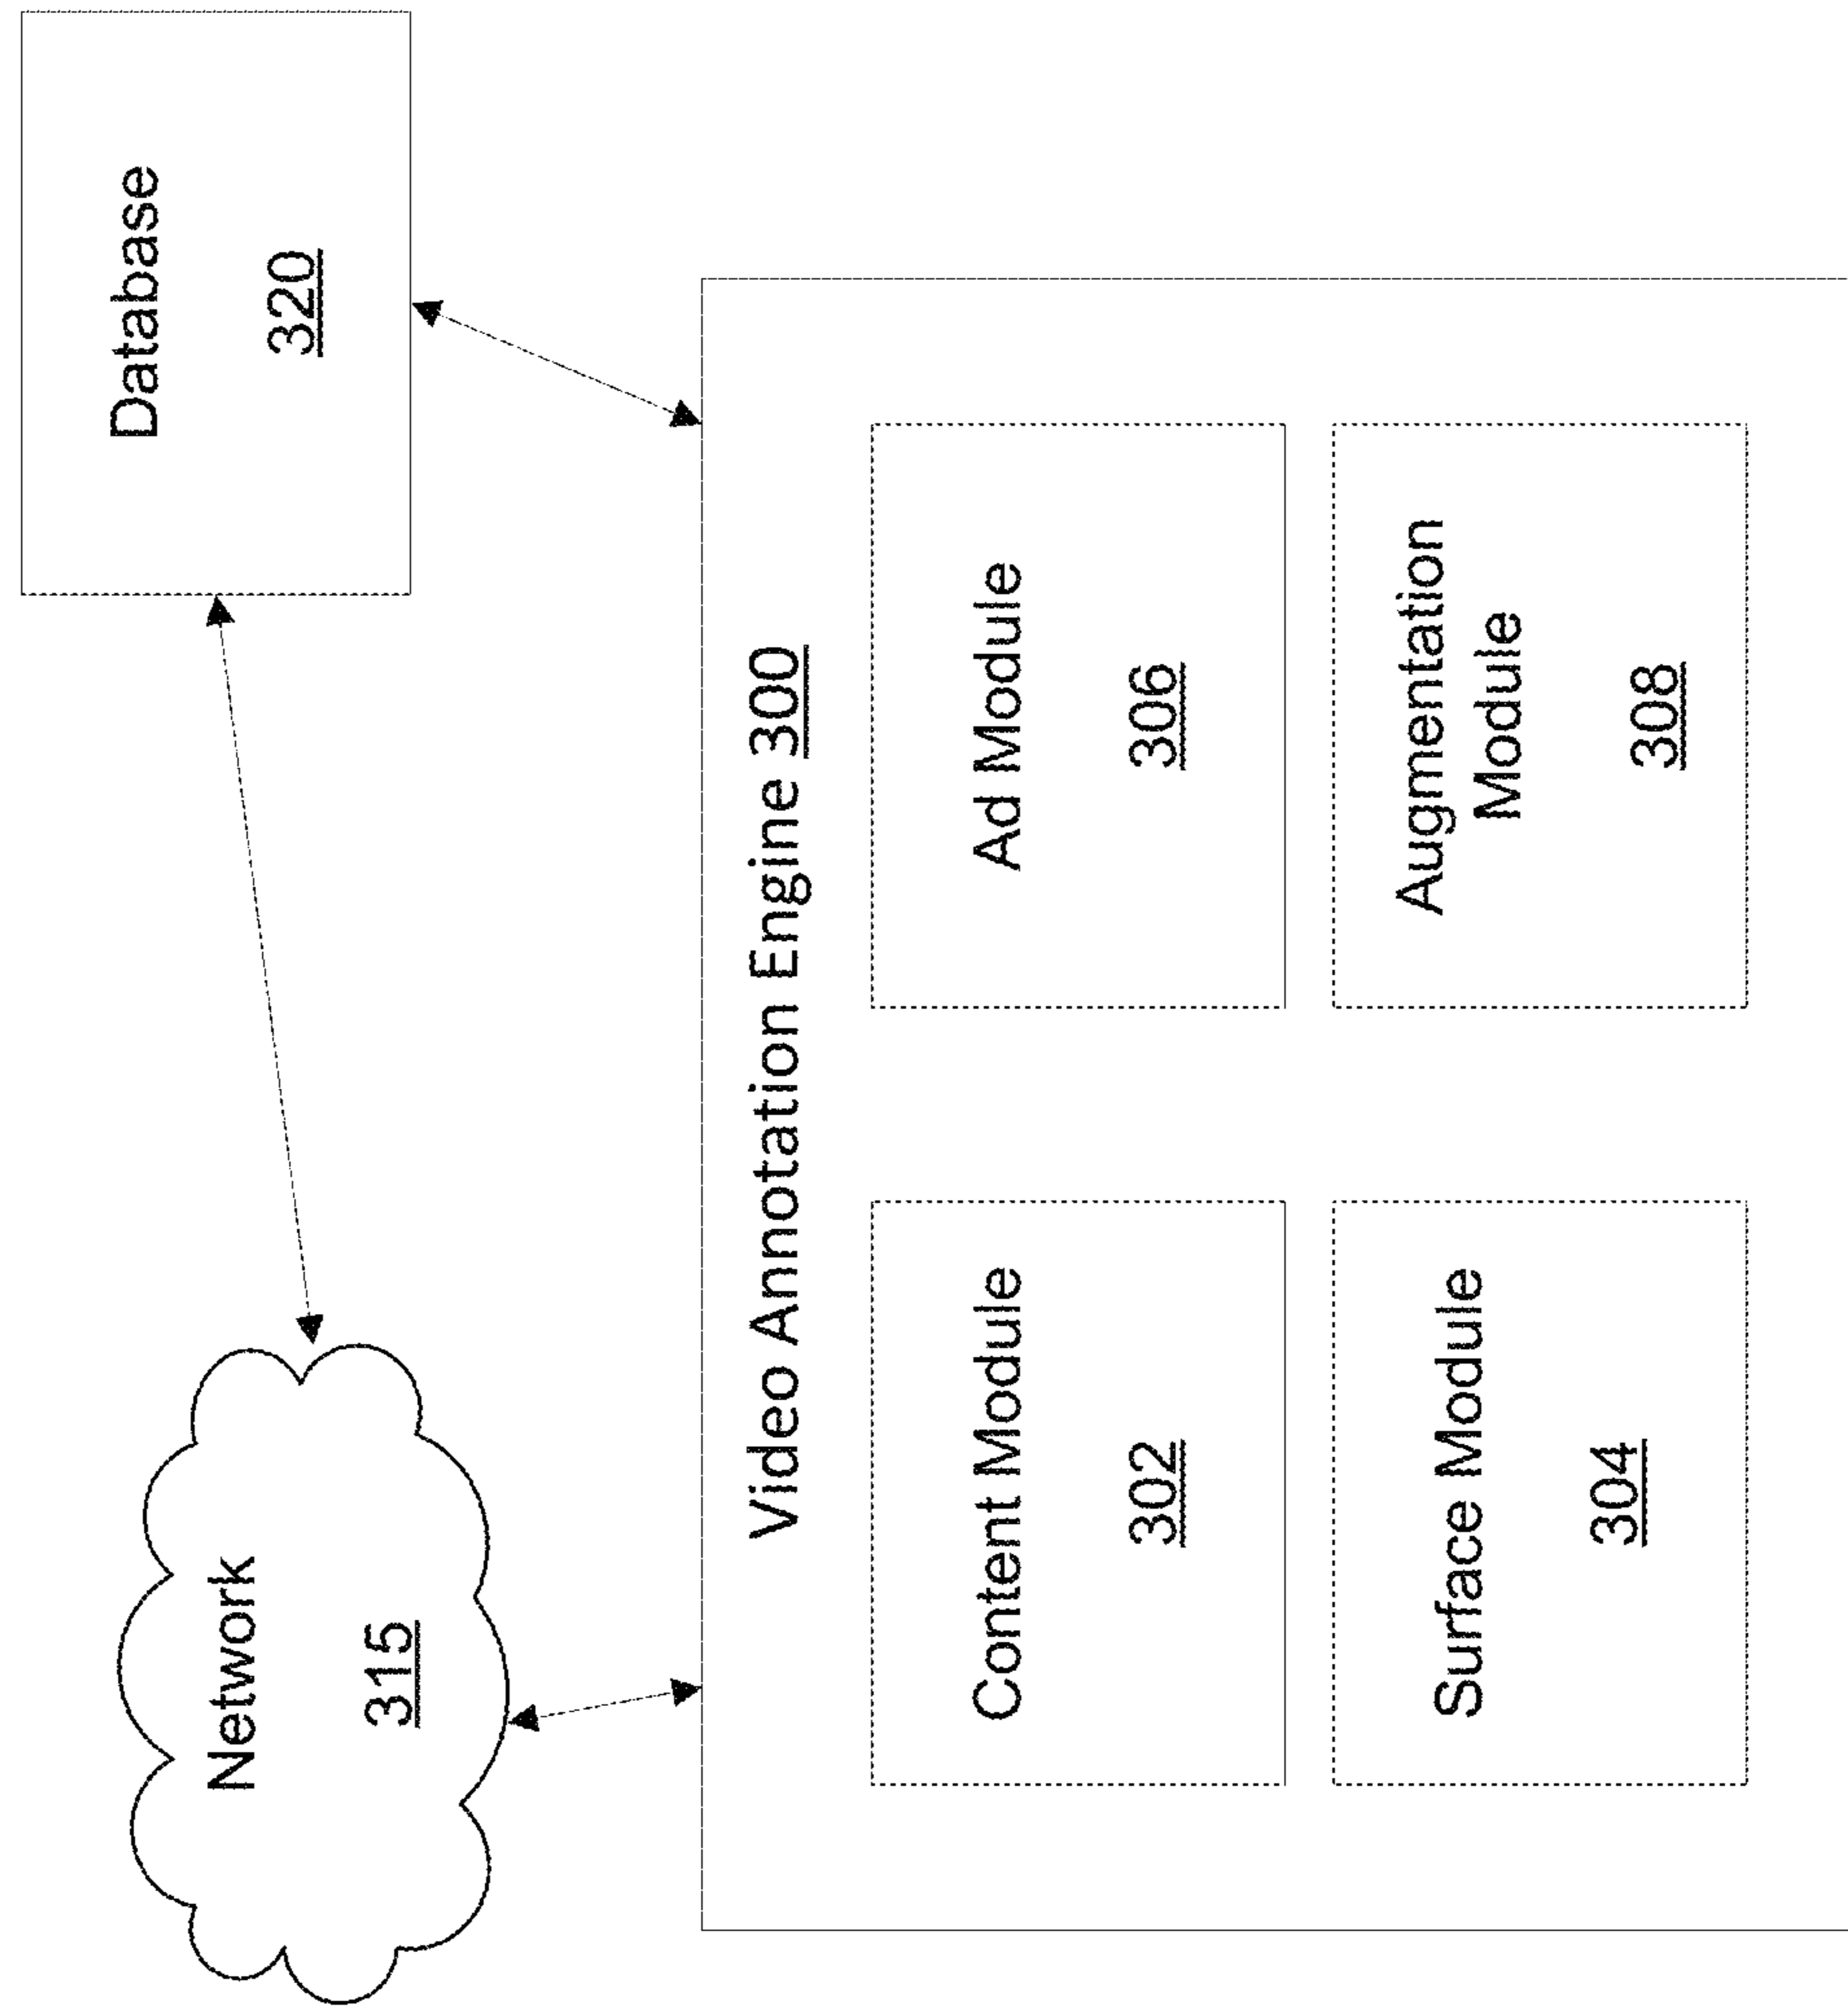 Network
315
Database
320
Video Annotation Engine 300
Content Module
302
Ad Module
306
Surface Module
304
Augmentation
Module
308